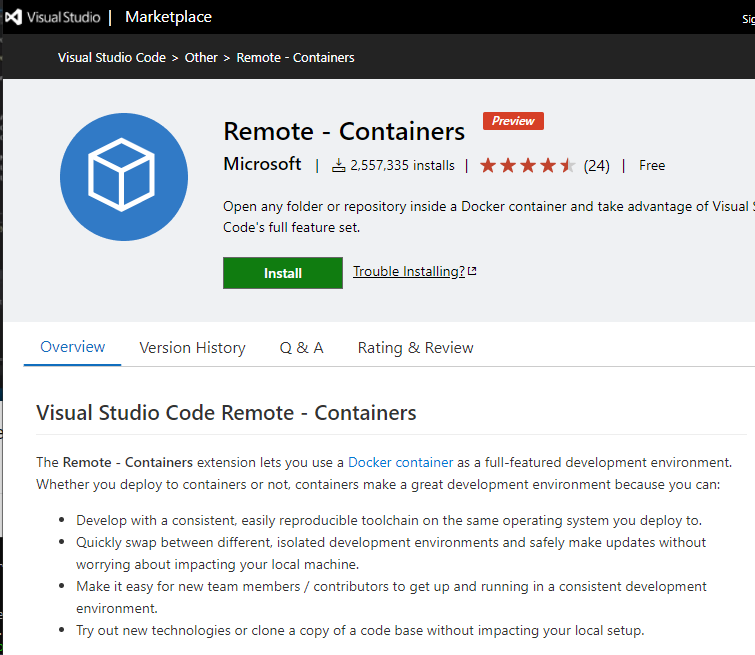 Visual Studio | Marketplace
Visual Studio Code > Other > Remote - Containers
Remote - Containers Preview
Microsoft | 2,557,335 installs | (24) | Free
Open any folder or repository inside a Docker container and take advantage of Visual
Code's full feature set.
Install Trouble Installing?
Overview Version History Q & A Rating & Review
Visual Studio Code Remote - Containers
The Remote - Containers extension lets you use a Docker container as a full-featured development environment.
Whether you deploy to containers or not, containers make a great development environment because you can:
• Develop with a consistent, easily reproducible toolchain on the same operating system you deploy to.
• Quickly swap between different, isolated development environments and safely make updates without
worrying about impacting your local machine.
• Make it easy for new team members / contributors to get up and running in a consistent development
environment.
• Try out new technologies or clone a copy of a code base without impacting your local setup.